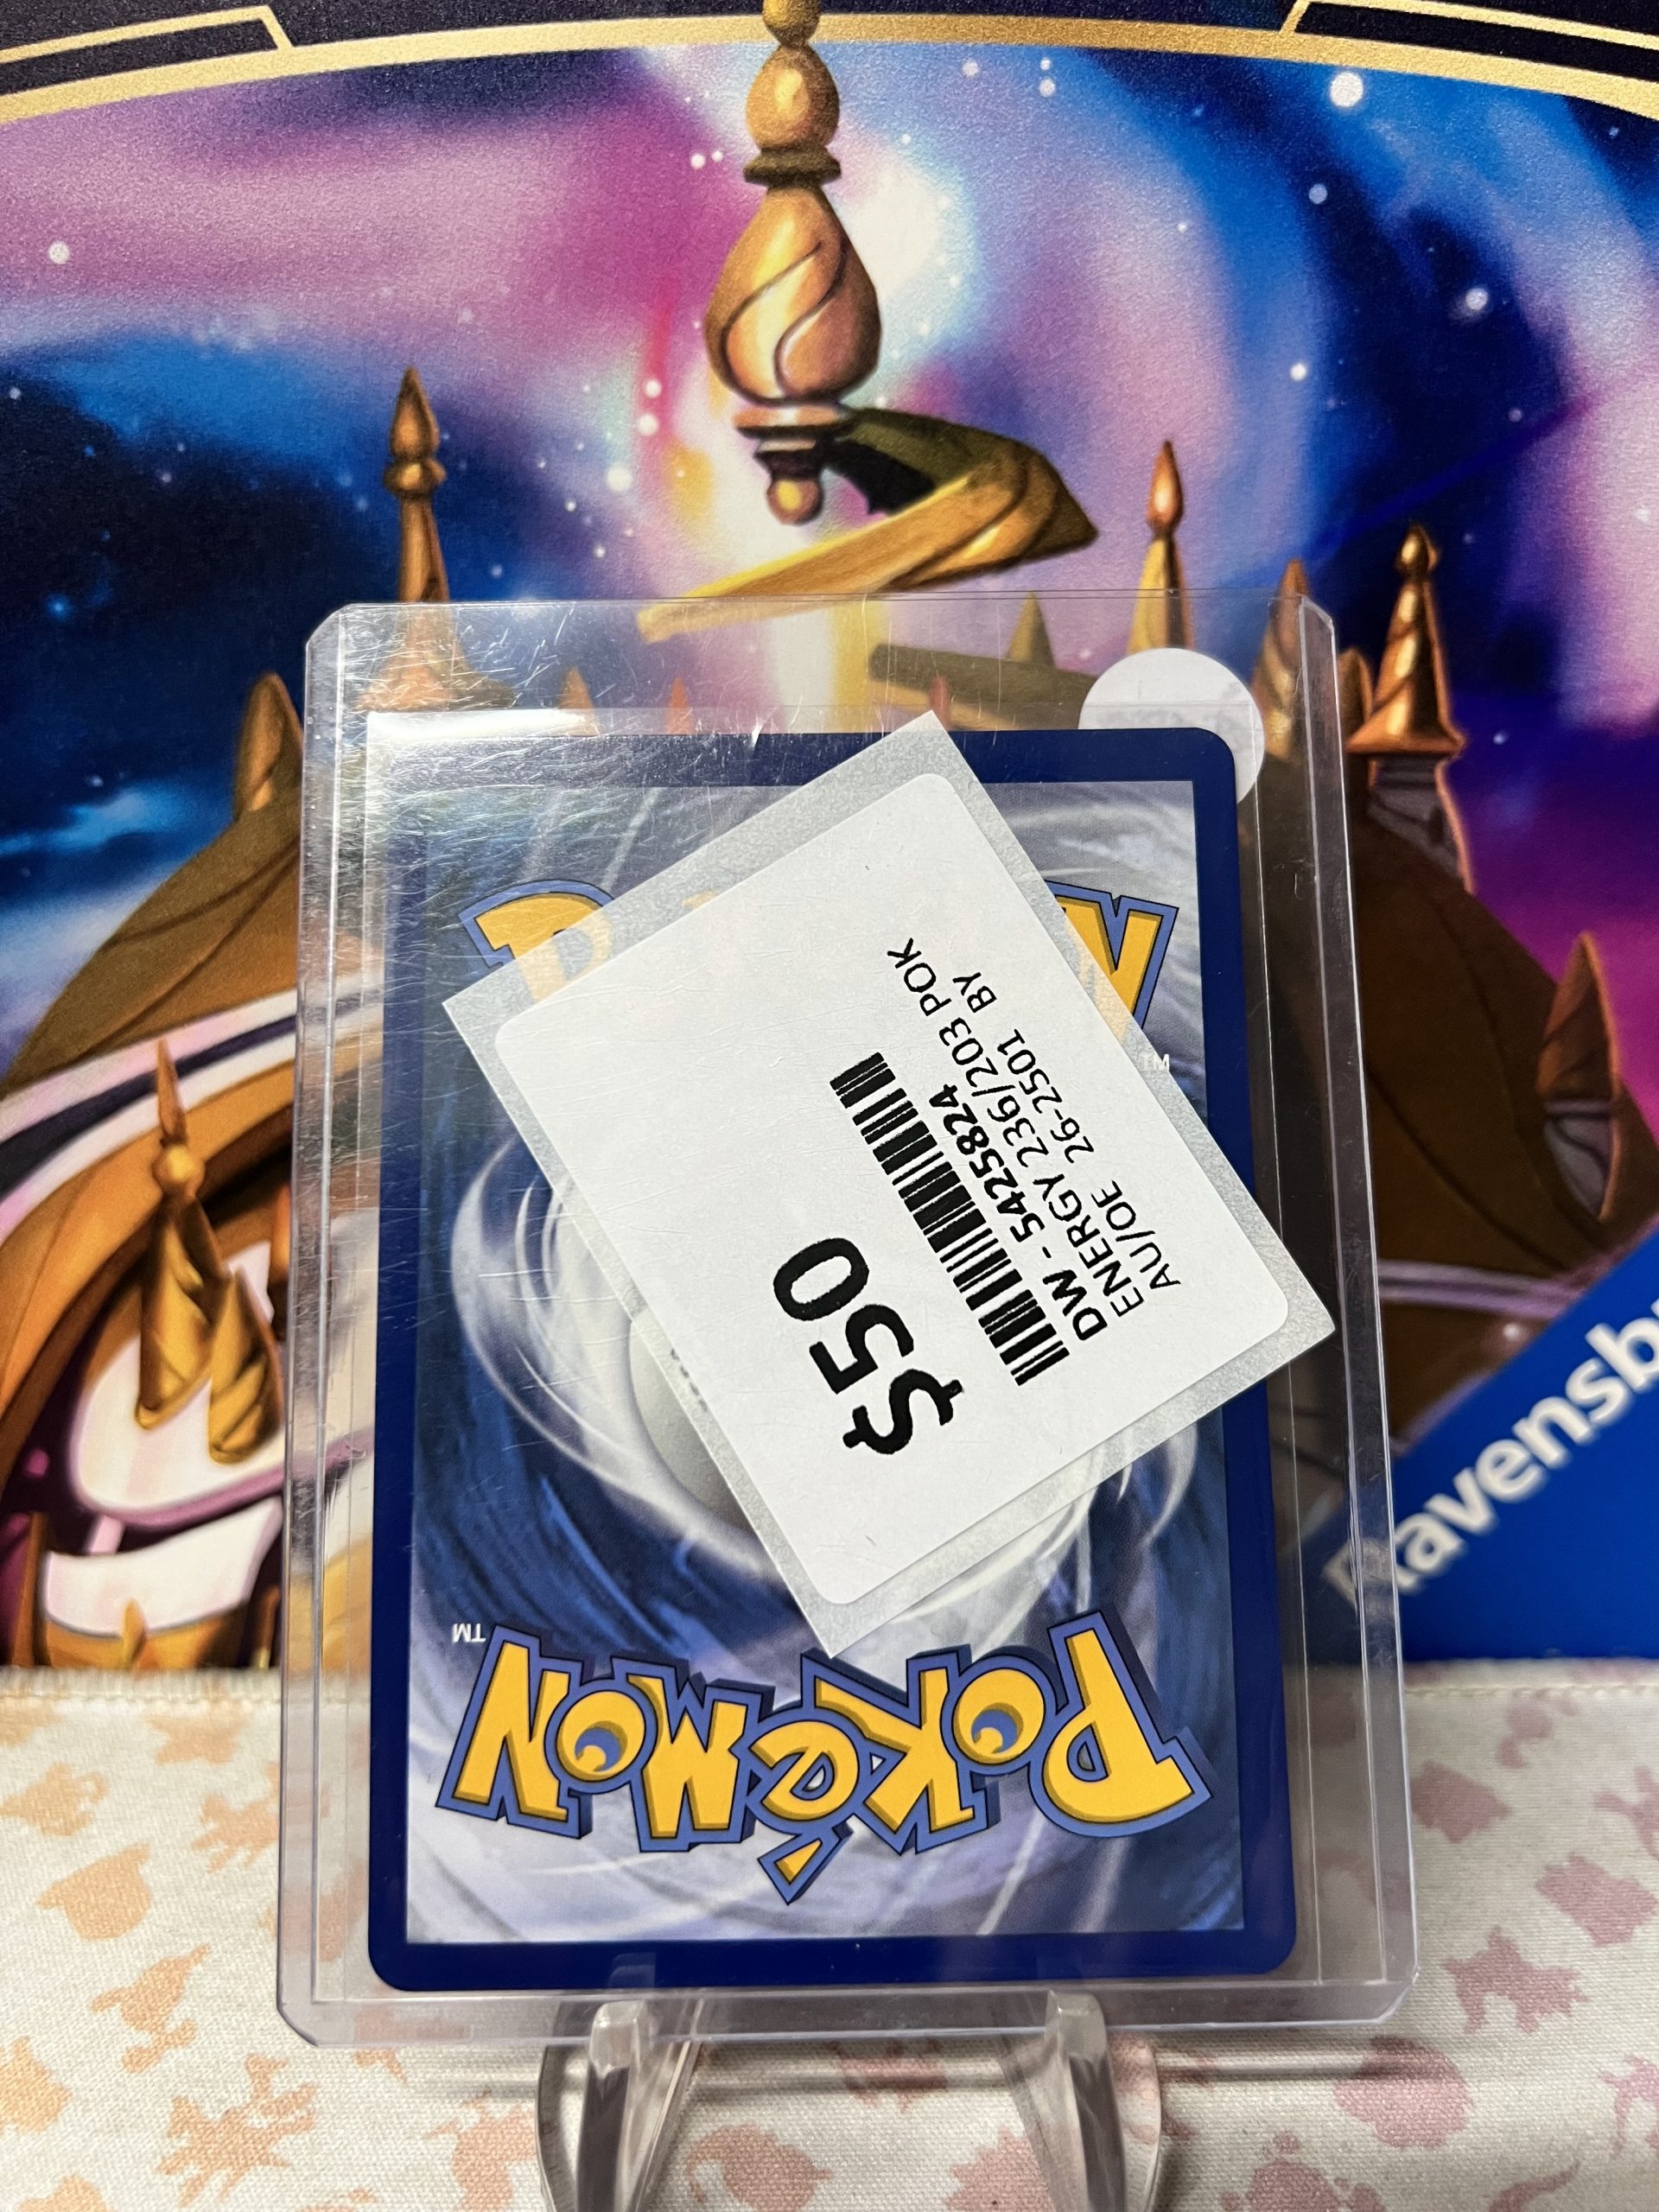 $50
DW - 5425824
ENERGY 236/203 POK
AU/OE 26-2501 BY
TM
POKéMON
TM
Ravensb